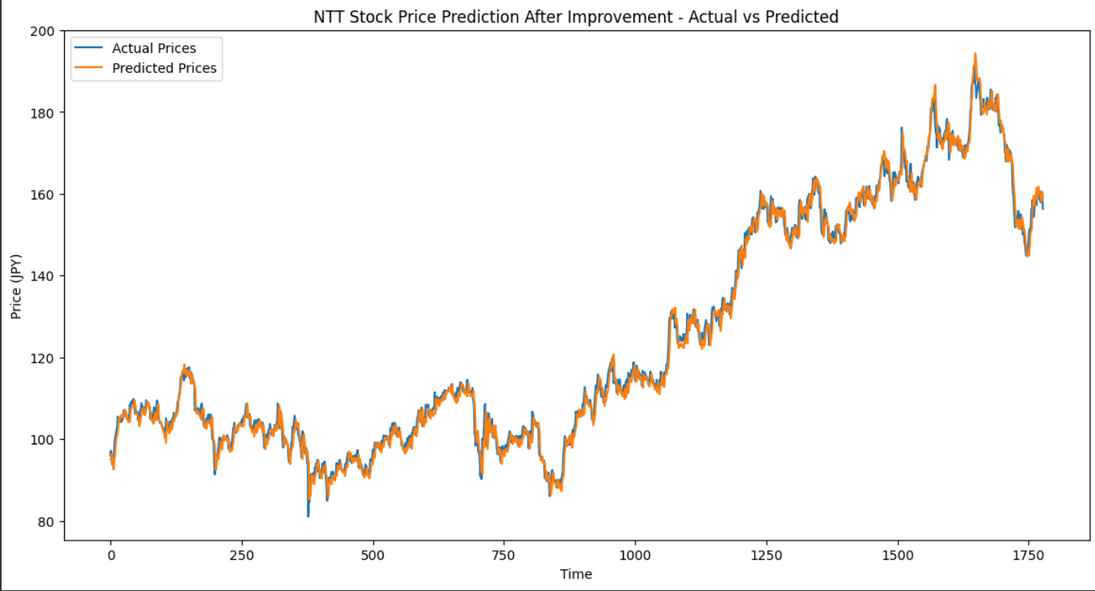 NTT Stock Price Prediction After Improvement - Actual vs Predicted
Actual Prices
Predicted Prices
Price (JPY)
200
180
160
140
120
100
80
0 250 500 750 1000 1250 1500 1750
Time